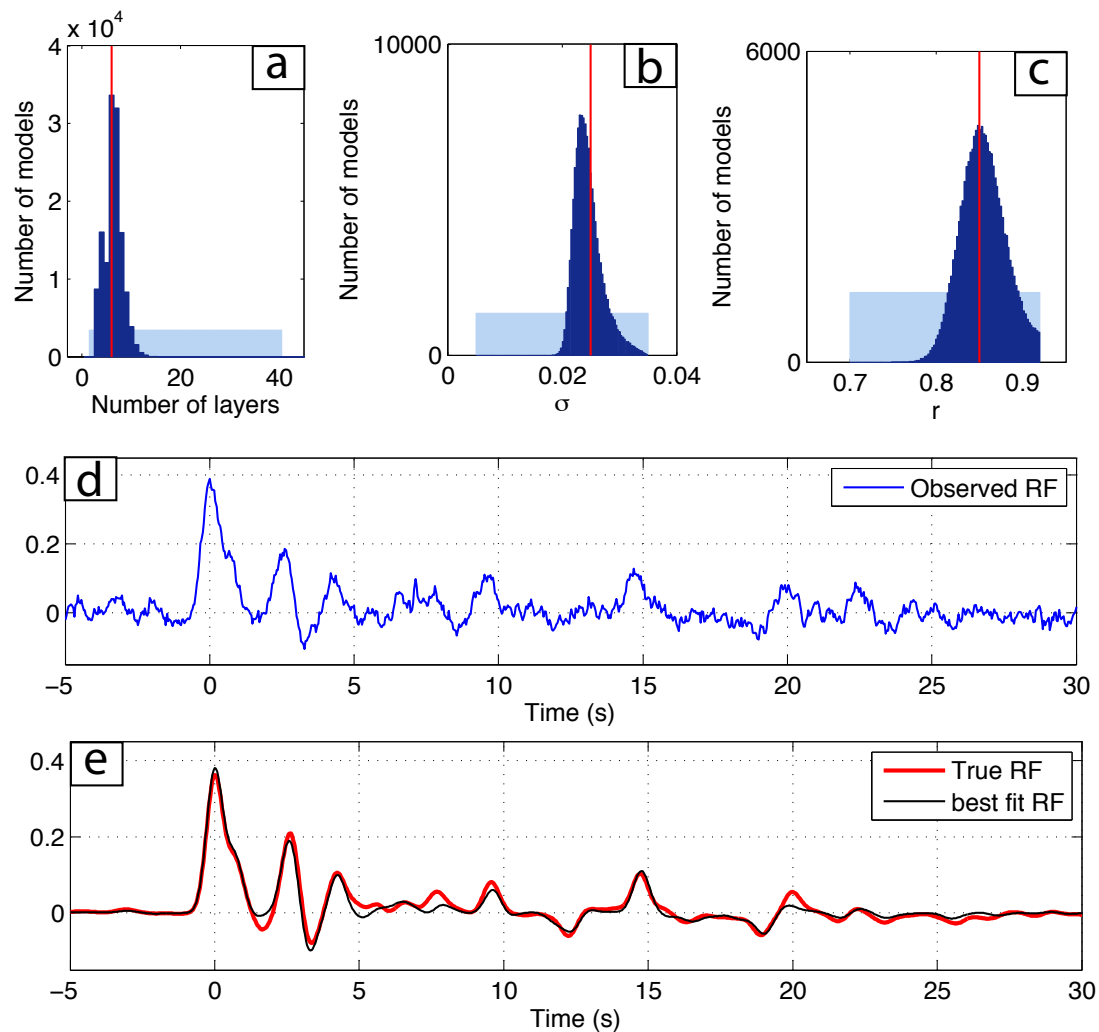 x 10⁴
4
3
2
1
0
0
20
40
Number of models
Number of layers
a
10000
0
0
0.02
0.04
Number of models
σ
b
6000
0
0.7
0.8
0.9
Number of models
r
c
d
Observed RF
0.4
0.2
0
−5
0
5
10
15
20
25
30
Time (s)
e
True RF
best fit RF
0.4
0.2
0
−5
0
5
10
15
20
25
30
Time (s)